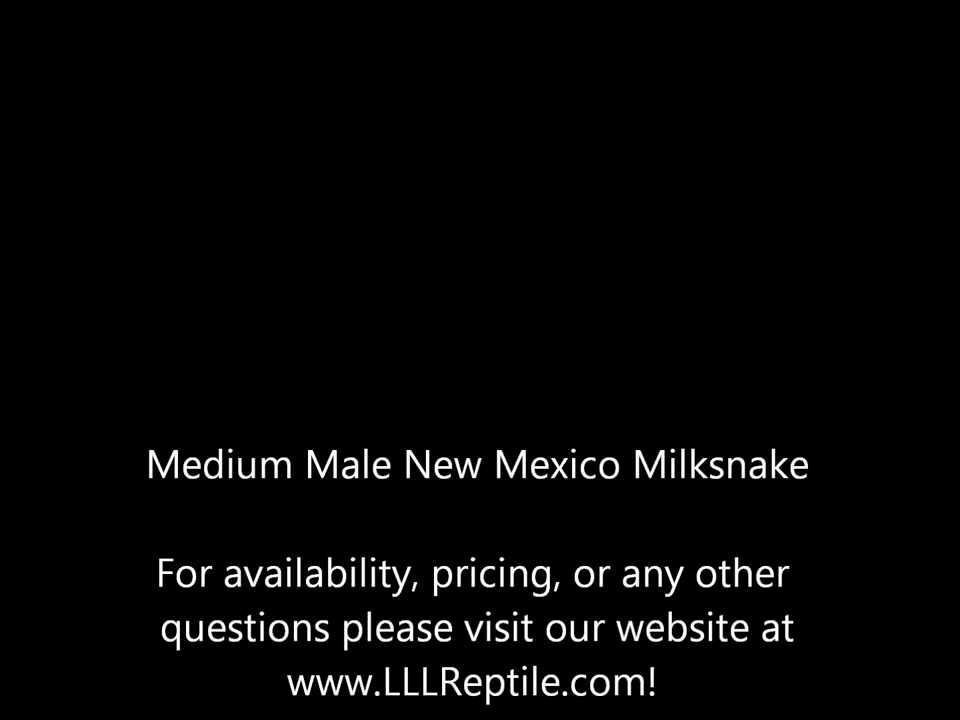 Medium Male New Mexico Milksnake
For availability, pricing, or any other
questions please visit our website at
www.LLLReptile.com!